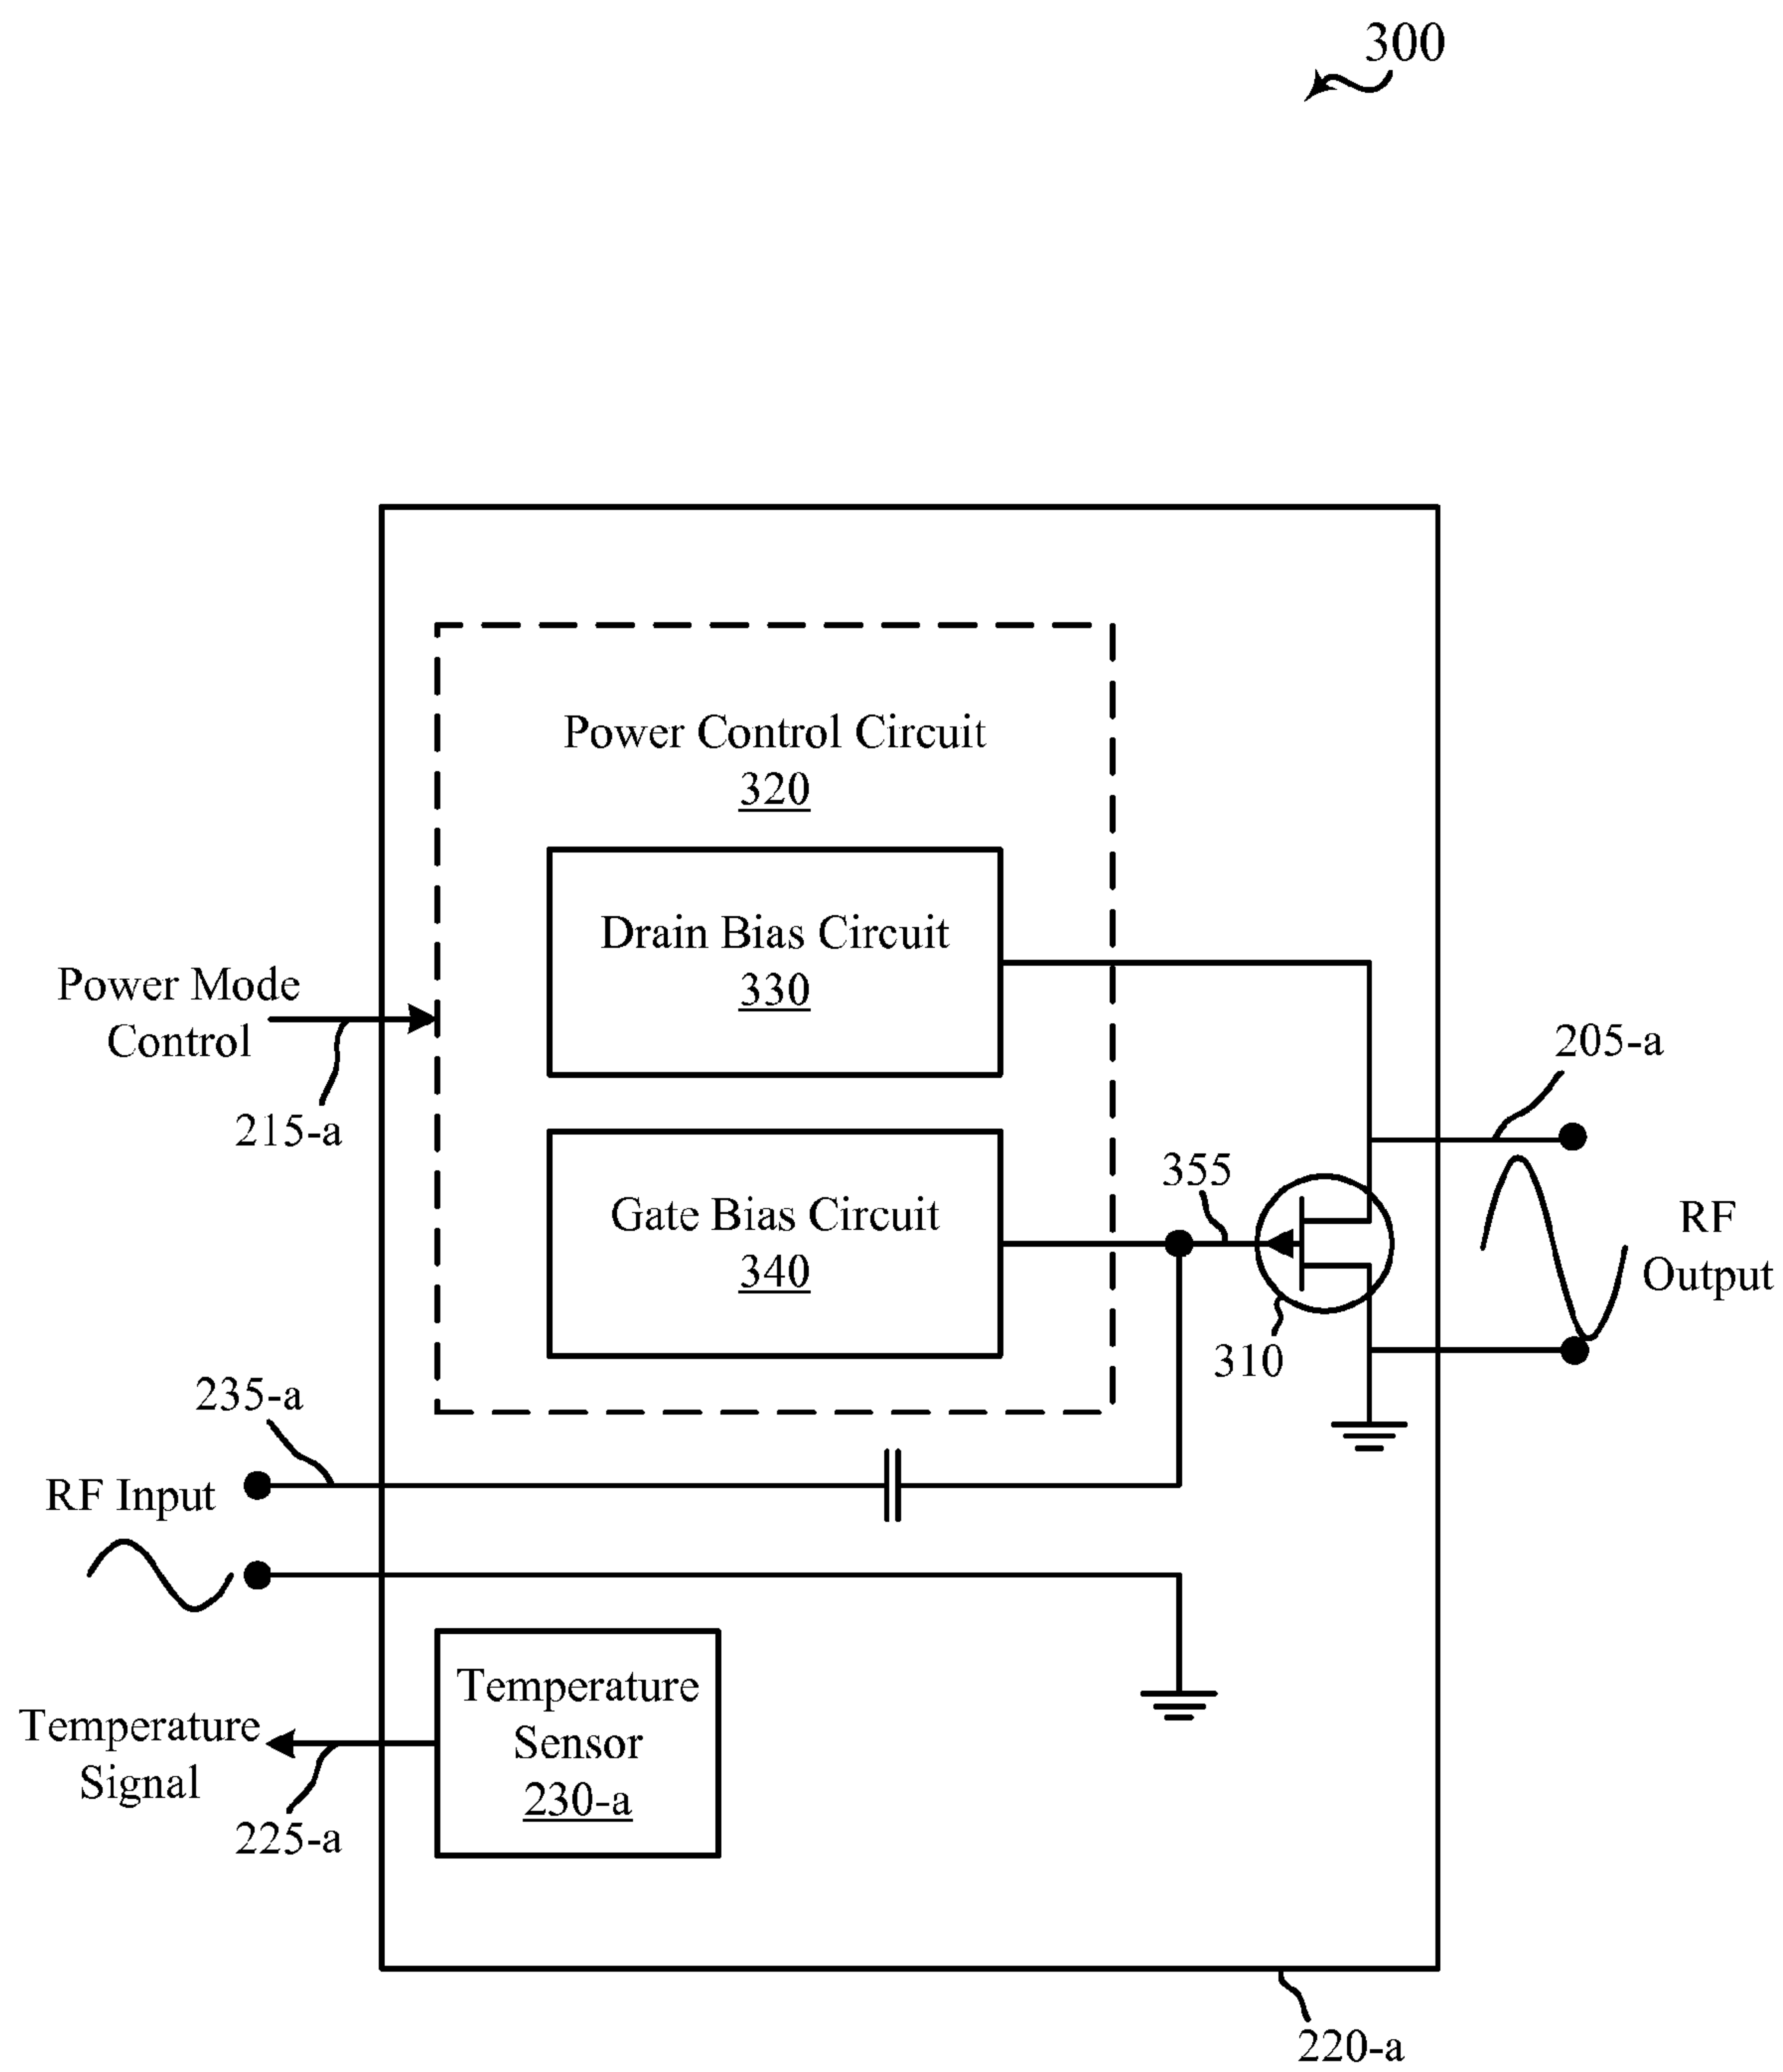 300
Power Control Circuit
320
Drain Bias Circuit
330
Power Mode
Control
215-a
205-a
Gate Bias Circuit
340
355
310
RF
Output
235-a
RF Input
Temperature
Sensor
230-a
Temperature
Signal
225-a
220-a